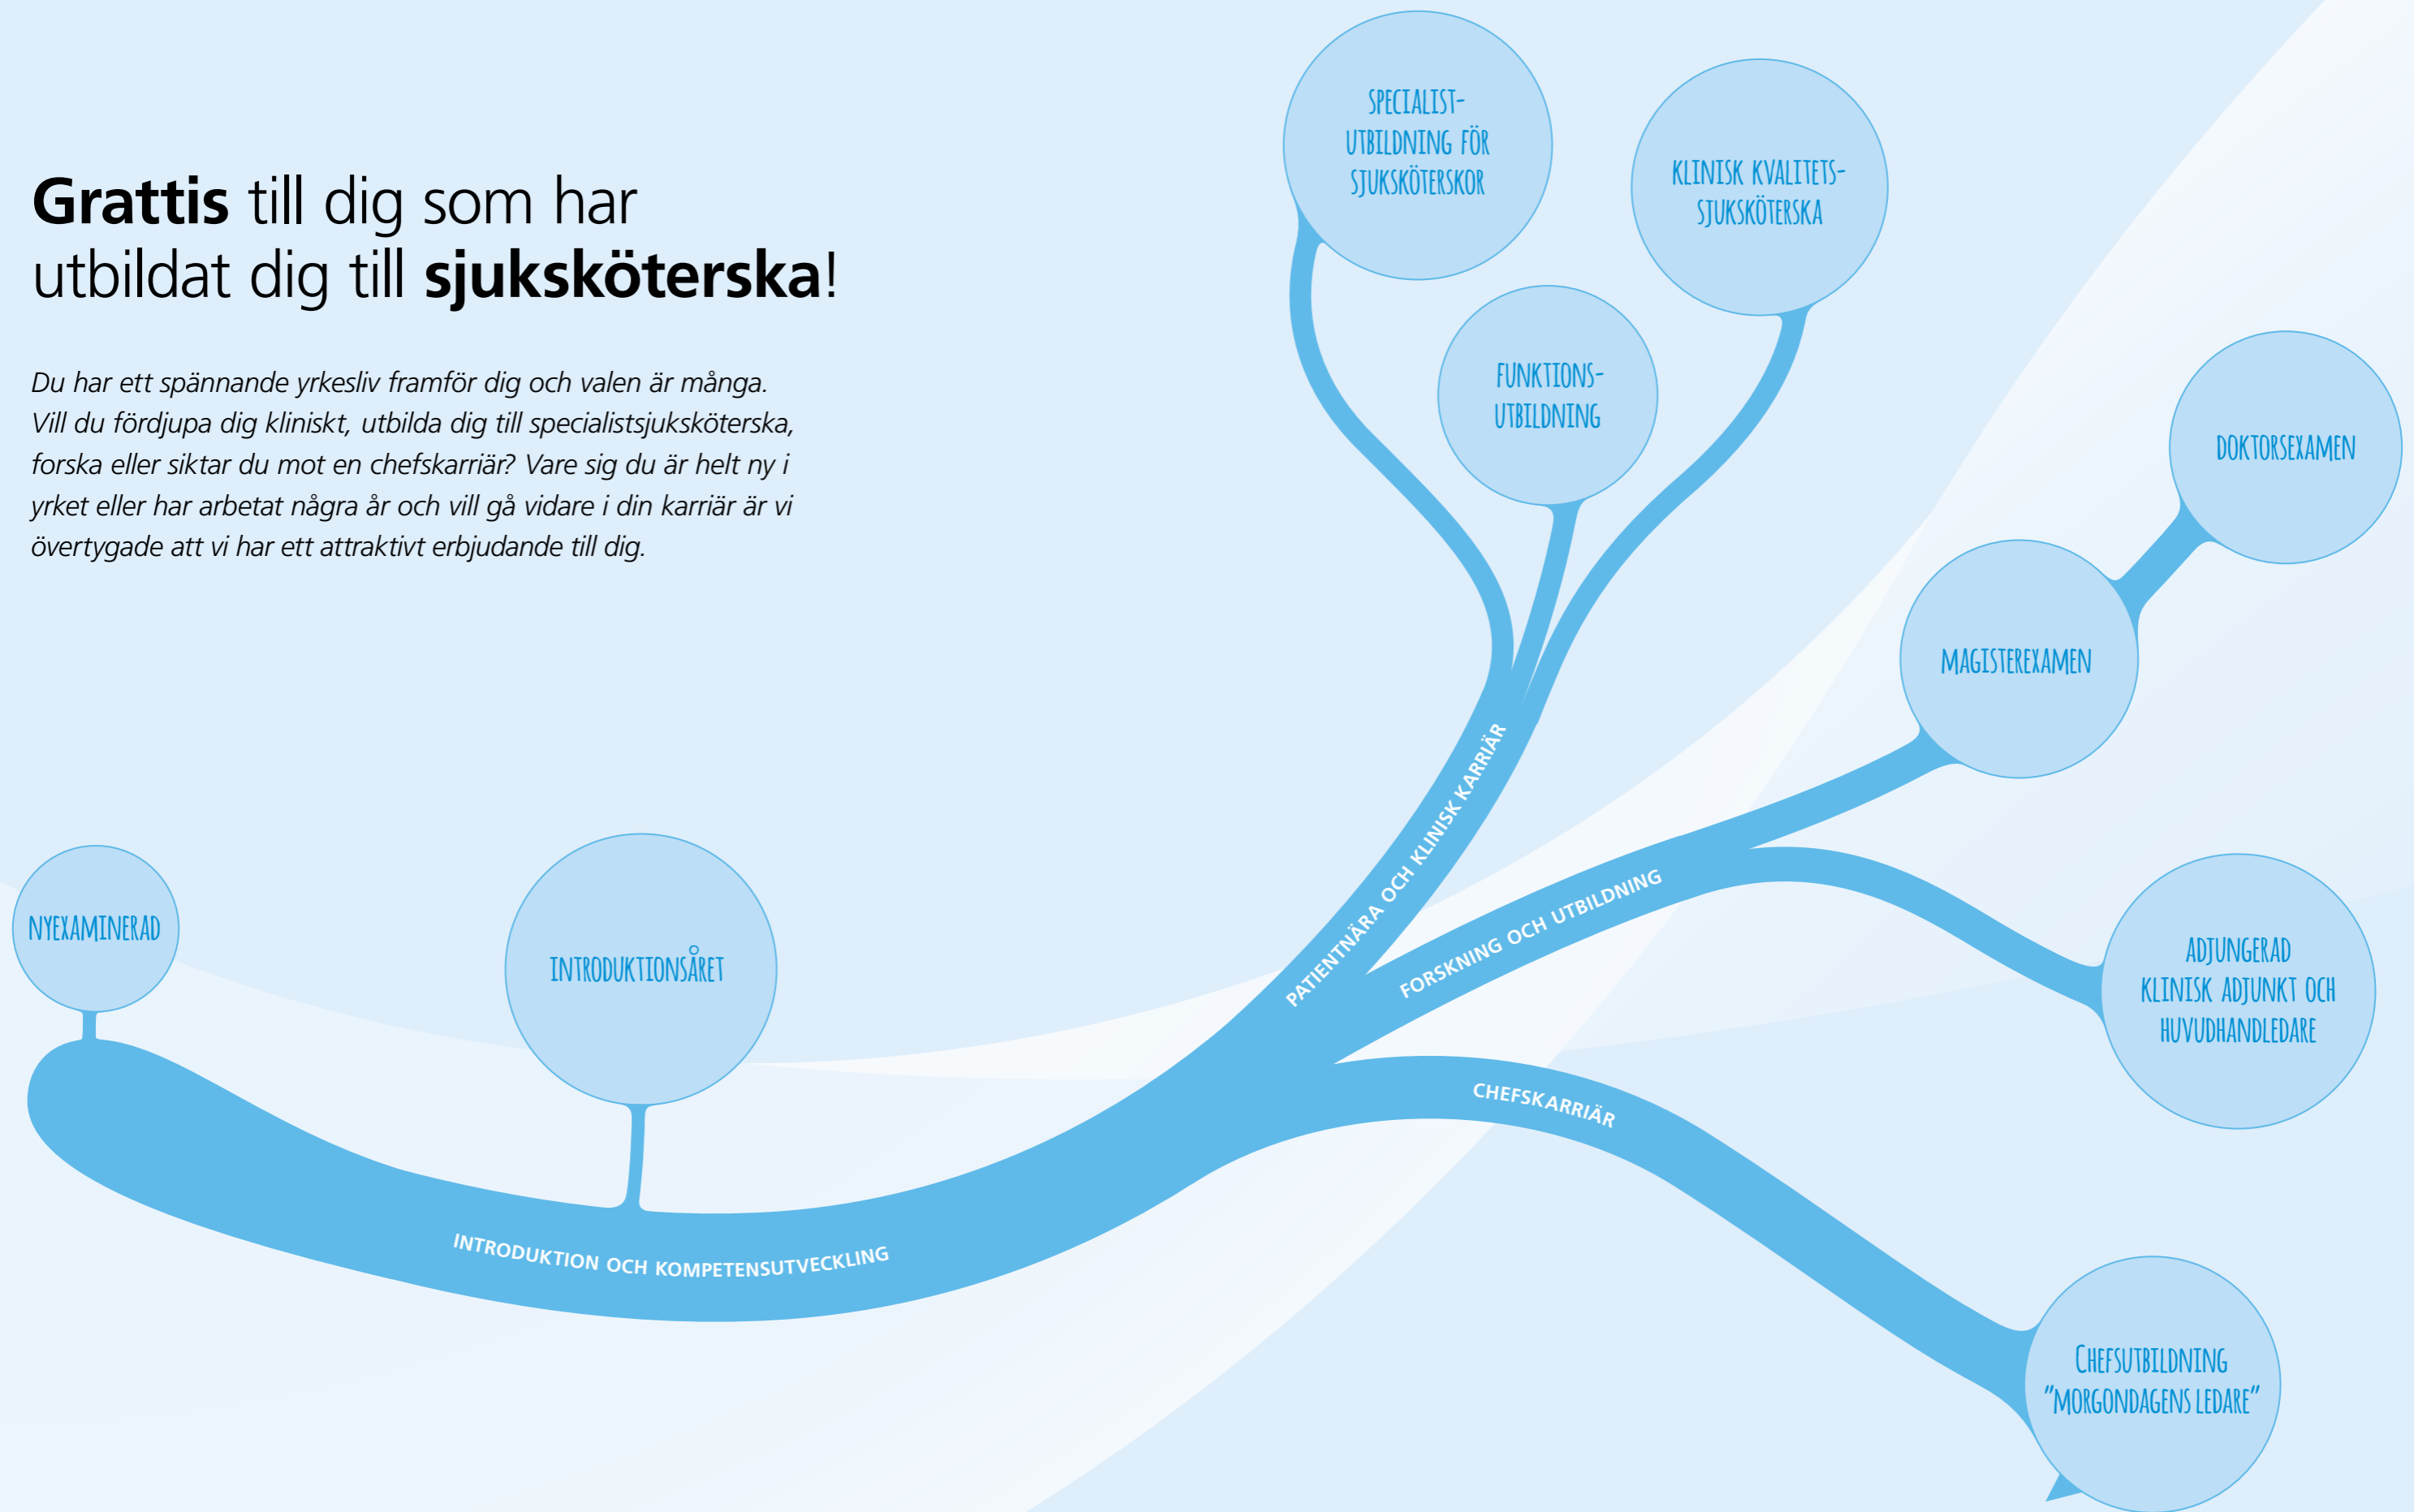 Grattis till dig som har
utbildat dig till sjuksköterska!
Du har ett spännande yrkesliv framför dig och valen är många.
Vill du fördjupa dig kliniskt, utbilda dig till specialistsjuksköterska,
forska eller siktar du mot en chefskarriär? Vare sig du är helt ny i
yrket eller har arbetat några år och vill gå vidare i din karriär är vi
övertygade att vi har ett attraktivt erbjudande till dig.
NYEXAMINERAD
INTRODUKTIONSÅRET
INTRODUKTION OCH KOMPETENSUTVECKLING
PATIENTNÄRA OCH KLINISK KARRIÄR
SPECIALIST-
UTBILDNING FÖR
SJUKSKÖTERSKOR
FUNKTIONS-
UTBILDNING
KLINISK KVALITETS-
SJUKSKÖTERSKA
FORSKNING OCH UTBILDNING
MAGISTEREXAMEN
DOKTORSEXAMEN
ADJUNGERAD
KLINISK ADJUNKT OCH
HUVUDHANDLEDARE
CHEFSKARRIÄR
CHEFSUTBILDNING
"MORGONDAGENS LEDARE"